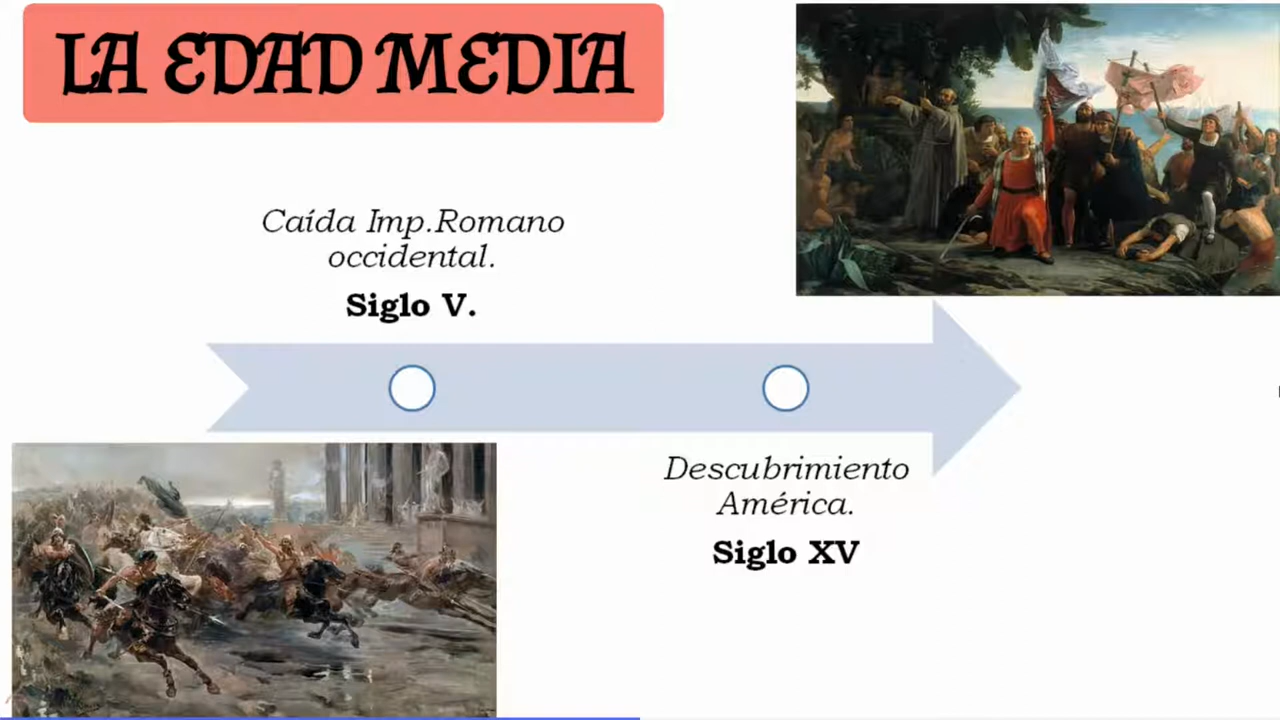 LA EDAD MEDIA
Caída Imp.Romano
occidental.
Siglo V.
Descubrimiento
América.
Siglo XV